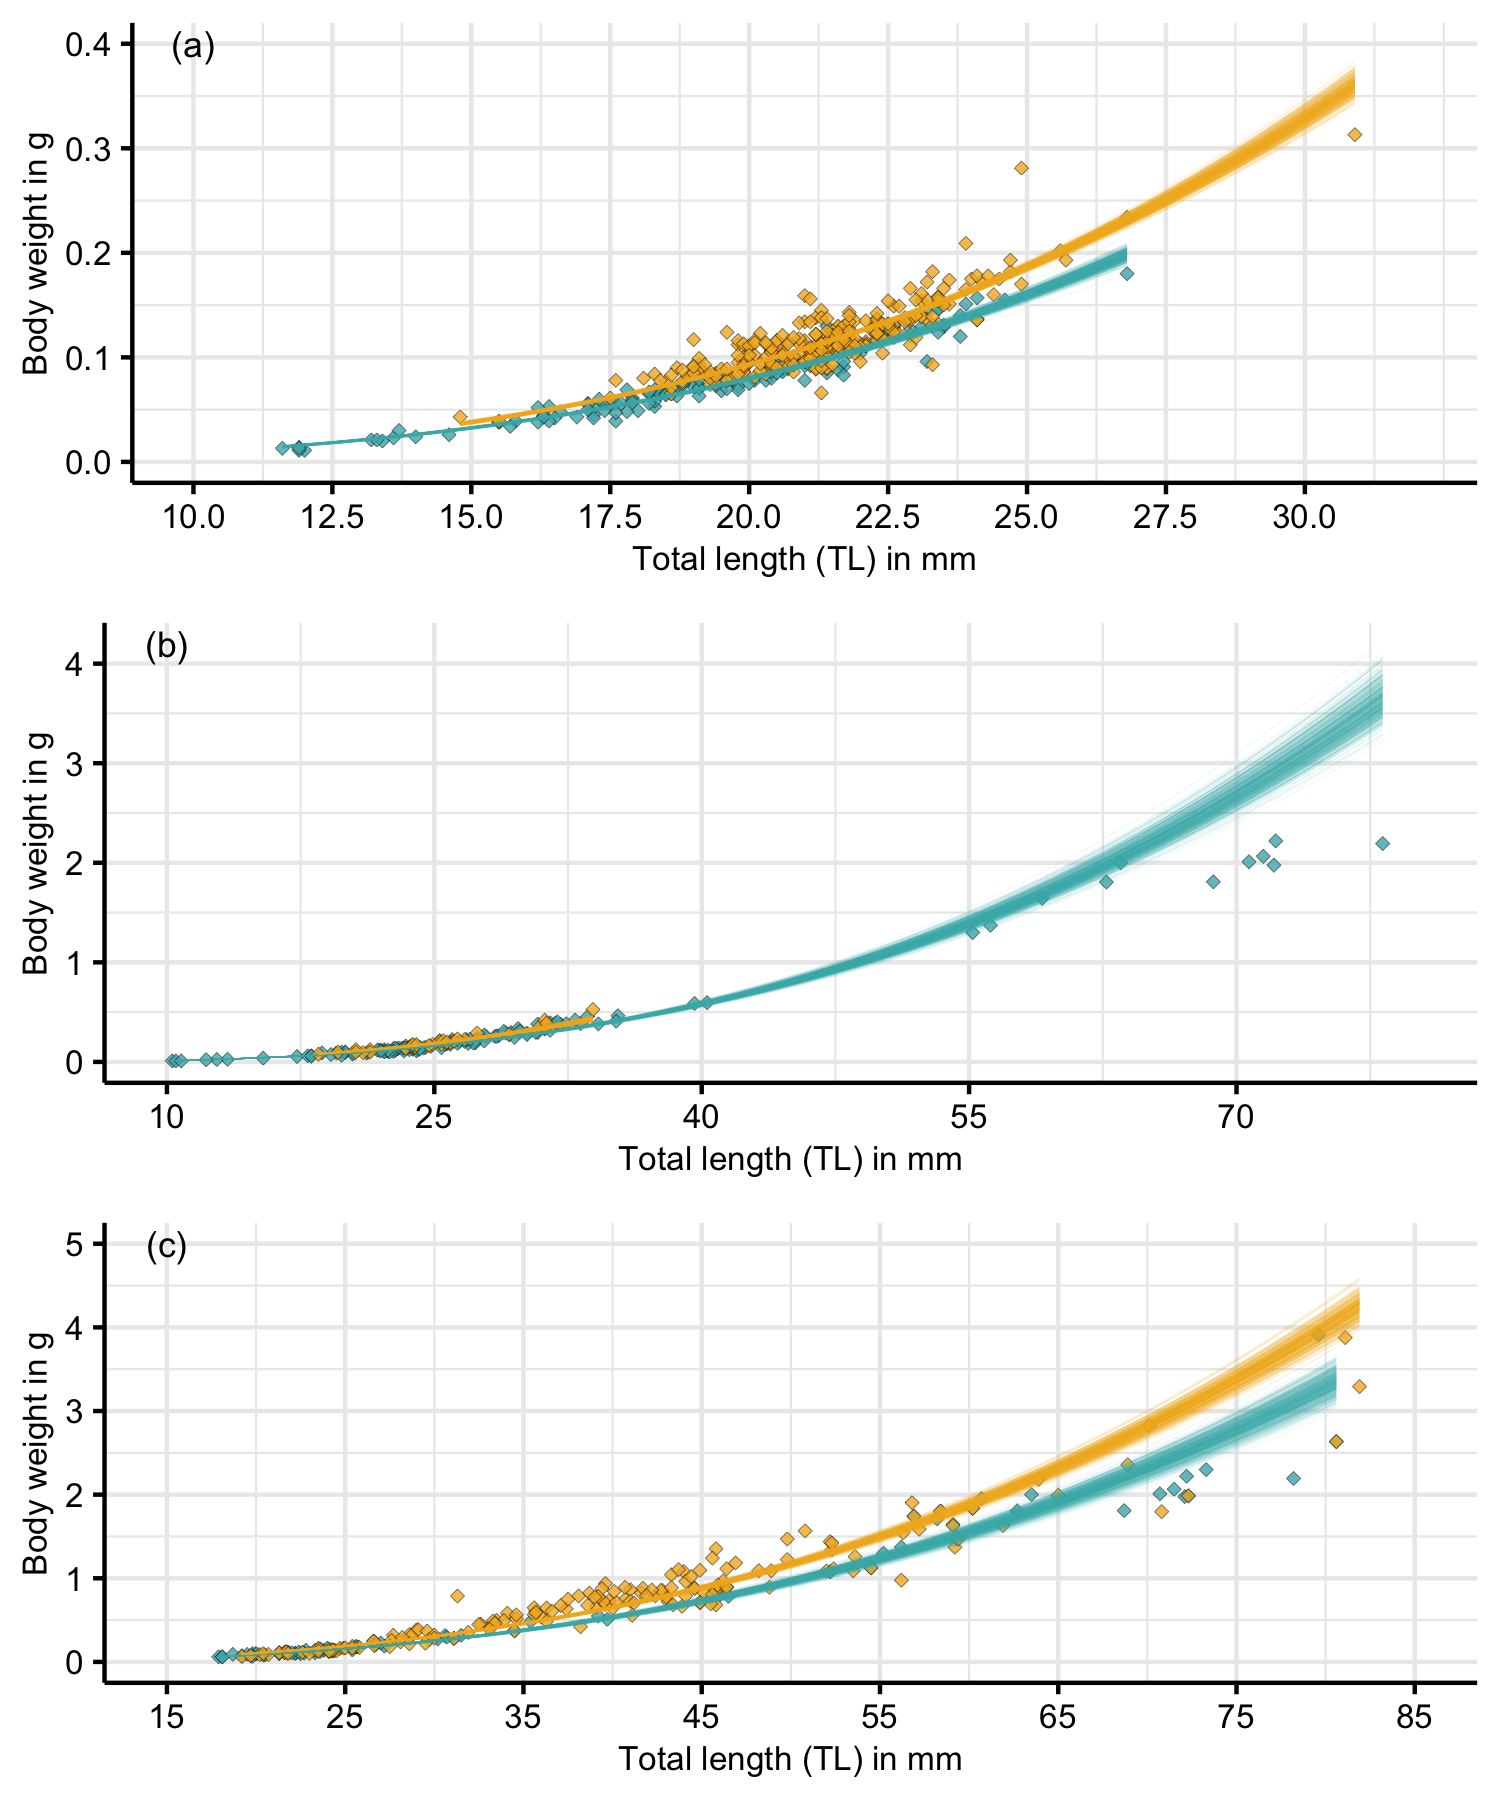 (a)
0.4
0.3
0.2
0.1
0.0
Body weight in g
10.0 12.5 15.0 17.5 20.0 22.5 25.0 27.5 30.0
Total length (TL) in mm
(b)
4
3
2
1
0
Body weight in g
10 25 40 55 70
Total length (TL) in mm
(c)
5
4
3
2
1
0
Body weight in g
15 25 35 45 55 65 75 85
Total length (TL) in mm